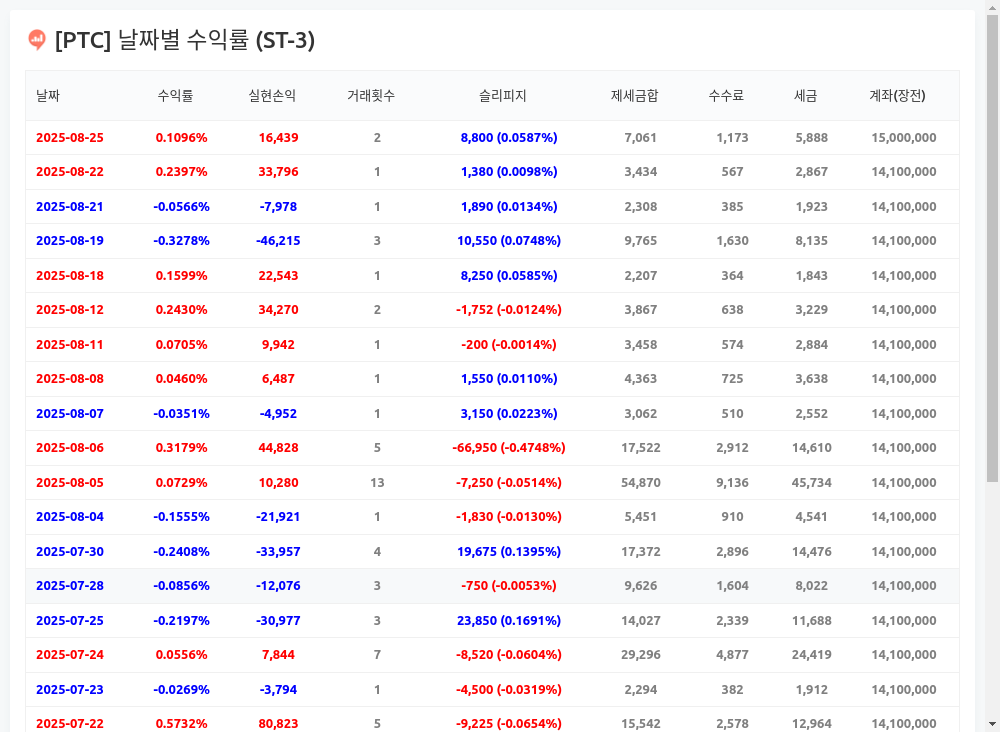 [PTC] 날짜별 수익률 (ST-3)
날짜 수익률 실현손익 거래횟수 슬리피지 제세금합 수수료 세금 계좌(장전)
2025-08-25 0.1096% 16,439 2 8,800 (0.0587%) 7,061 1,173 5,888 15,000,000
2025-08-22 0.2397% 33,796 1 1,380 (0.0098%) 3,434 567 2,867 14,100,000
2025-08-21 -0.0566% -7,978 1 1,890 (0.0134%) 2,308 385 1,923 14,100,000
2025-08-19 -0.3278% -46,215 3 10,550 (0.0748%) 9,765 1,630 8,135 14,100,000
2025-08-18 0.1599% 22,543 1 8,250 (0.0585%) 2,207 364 1,843 14,100,000
2025-08-12 0.2430% 34,270 2 -1,752 (-0.0124%) 3,867 638 3,229 14,100,000
2025-08-11 0.0705% 9,942 1 -200 (-0.0014%) 3,458 574 2,884 14,100,000
2025-08-08 0.0460% 6,487 1 1,550 (0.0110%) 4,363 725 3,638 14,100,000
2025-08-07 -0.0351% -4,952 1 3,150 (0.0223%) 3,062 510 2,552 14,100,000
2025-08-06 0.3179% 44,828 5 -66,950 (-0.4748%) 17,522 2,912 14,610 14,100,000
2025-08-05 0.0729% 10,280 13 -7,250 (-0.0514%) 54,870 9,136 45,734 14,100,000
2025-08-04 -0.1555% -21,921 1 -1,830 (-0.0130%) 5,451 910 4,541 14,100,000
2025-07-30 -0.2408% -33,957 4 19,675 (0.1395%) 17,372 2,896 14,476 14,100,000
2025-07-28 -0.0856% -12,076 3 -750 (-0.0053%) 9,626 1,604 8,022 14,100,000
2025-07-25 -0.2197% -30,977 3 23,850 (0.1691%) 14,027 2,339 11,688 14,100,000
2025-07-24 0.0556% 7,844 7 -8,520 (-0.0604%) 29,296 4,877 24,419 14,100,000
2025-07-23 -0.0269% -3,794 1 -4,500 (-0.0319%) 2,294 382 1,912 14,100,000
2025-07-22 0.5732% 80,823 5 -9,225 (-0.0654%) 15,542 2,578 12,964 14,100,000